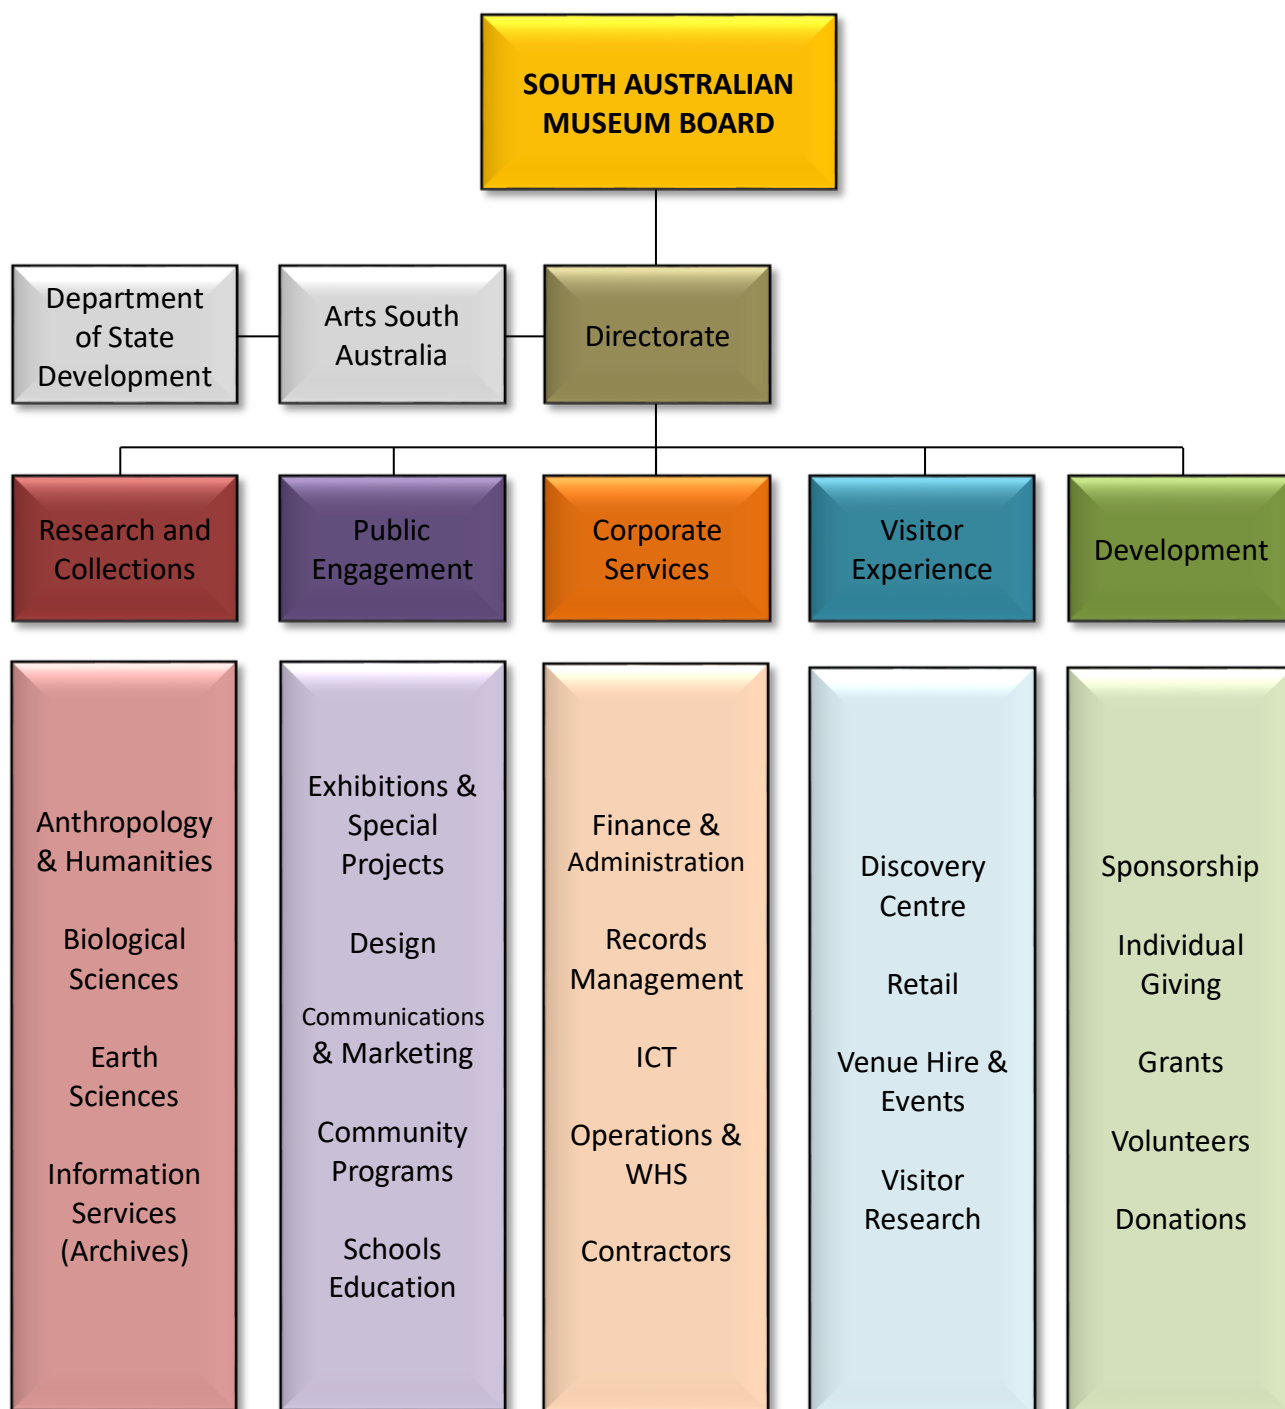 SOUTH AUSTRALIAN
MUSEUM BOARD
Department
of State
Development
Arts South
Australia
Directorate
Research and
Collections
Public
Engagement
Corporate
Services
Visitor
Experience
Development
Anthropology
& Humanities
Biological
Sciences
Earth
Sciences
Information
Services
(Archives)
Exhibitions &
Special
Projects
Design
Communications
& Marketing
Community
Programs
Schools
Education
Finance &
Administration
Records
Management
ICT
Operations &
WHS
Contractors
Discovery
Centre
Retail
Venue Hire &
Events
Visitor
Research
Sponsorship
Individual
Giving
Grants
Volunteers
Donations